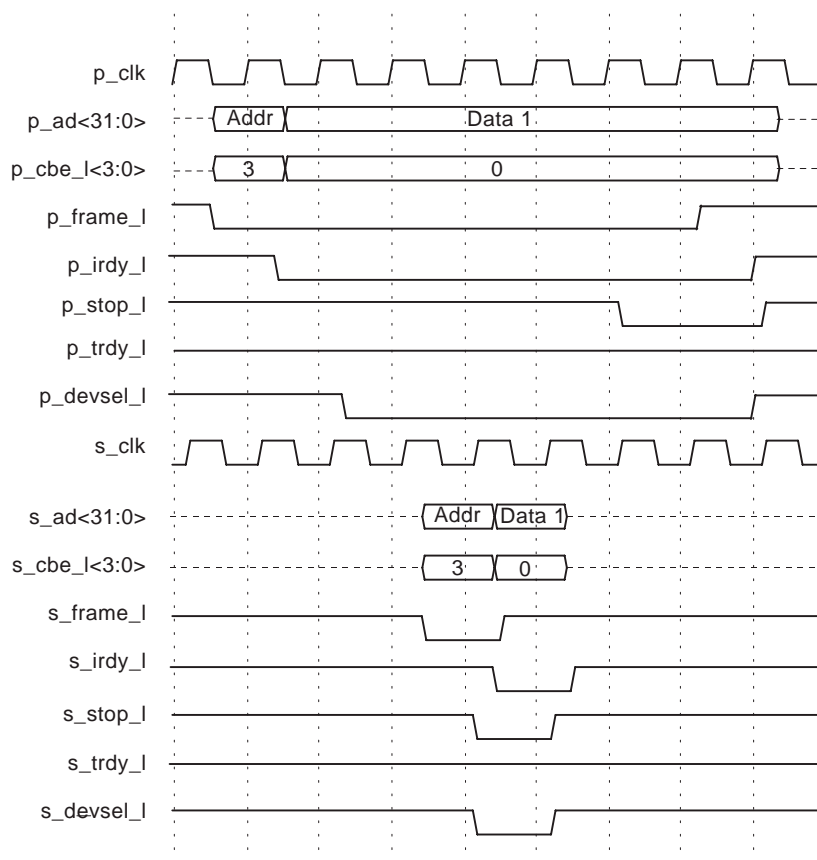 p_clk
p_ad<31:0> Addr Data 1
p_cbe_l<3:0> 3 0
p_frame_l
p_irdy_l
p_stop_l
p_trdy_l
p_devsel_l
s_clk
s_ad<31:0> Addr Data 1
s_cbe_l<3:0> 3 0
s_frame_l
s_irdy_l
s_stop_l
s_trdy_l
s_devsel_l